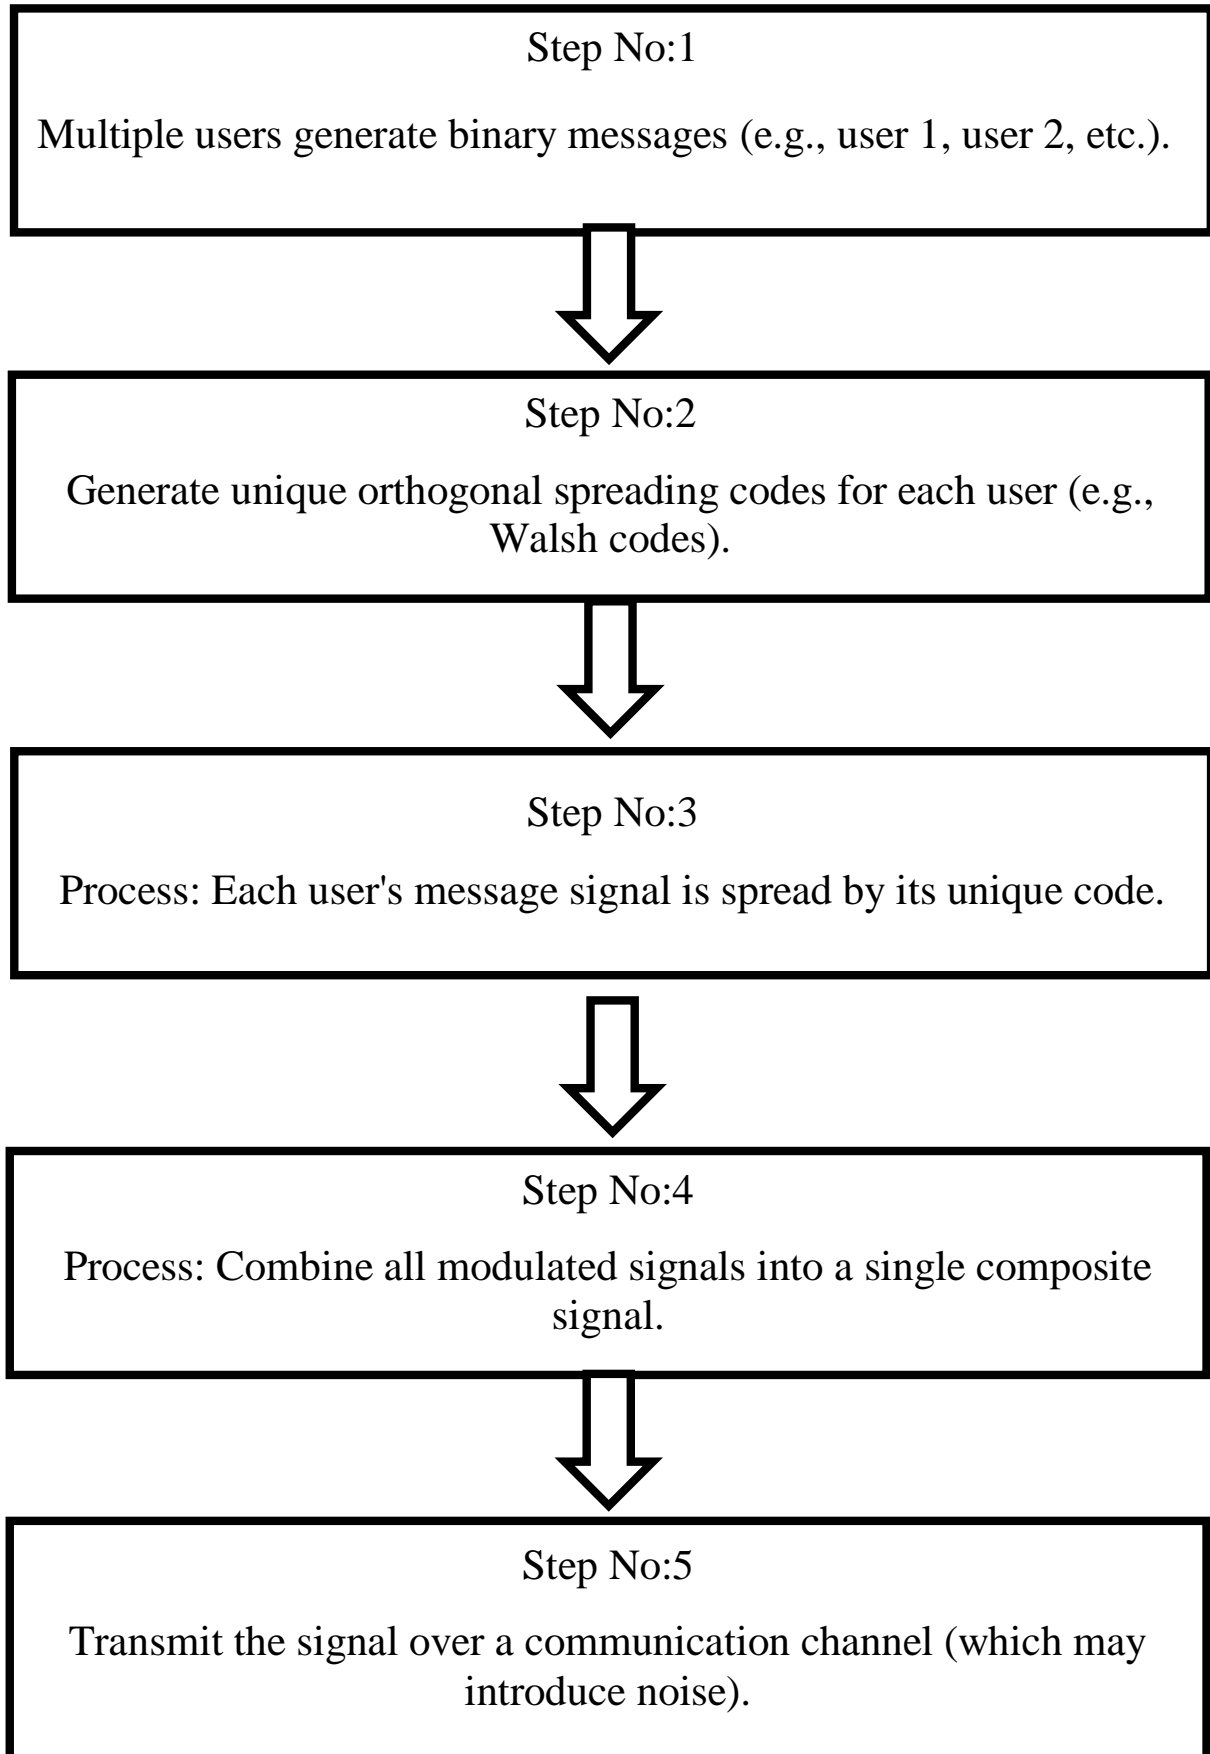 Step No:1
Multiple users generate binary messages (e.g., user 1, user 2, etc.).
Step No:2
Generate unique orthogonal spreading codes for each user (e.g.,
Walsh codes).
Step No:3
Process: Each user's message signal is spread by its unique code.
Step No:4
Process: Combine all modulated signals into a single composite
signal.
Step No:5
Transmit the signal over a communication channel (which may
introduce noise).